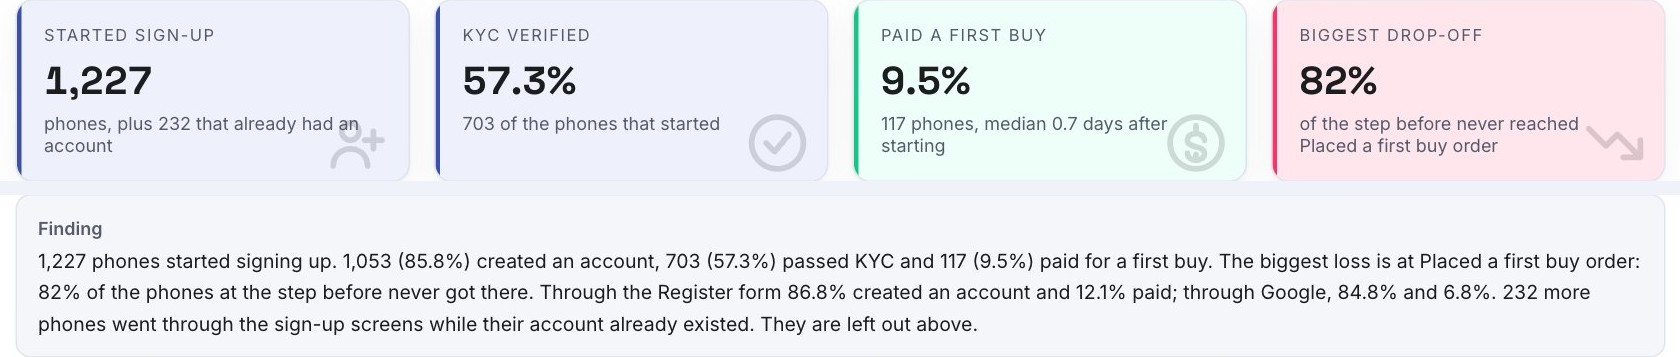 STARTED SIGN-UP
1,227
phones, plus 232 that already had an
account
KYC VERIFIED
57.3%
703 of the phones that started
PAID A FIRST BUY
9.5%
117 phones, median 0.7 days after
starting
BIGGEST DROP-OFF
82%
of the step before never reached
Placed a first buy order
Finding
1,227 phones started signing up. 1,053 (85.8%) created an account, 703 (57.3%) passed KYC and 117 (9.5%) paid for a first buy. The biggest loss is at Placed a first buy order:
82% of the phones at the step before never got there. Through the Register form 86.8% created an account and 12.1% paid; through Google, 84.8% and 6.8%. 232 more
phones went through the sign-up screens while their account already existed. They are left out above.